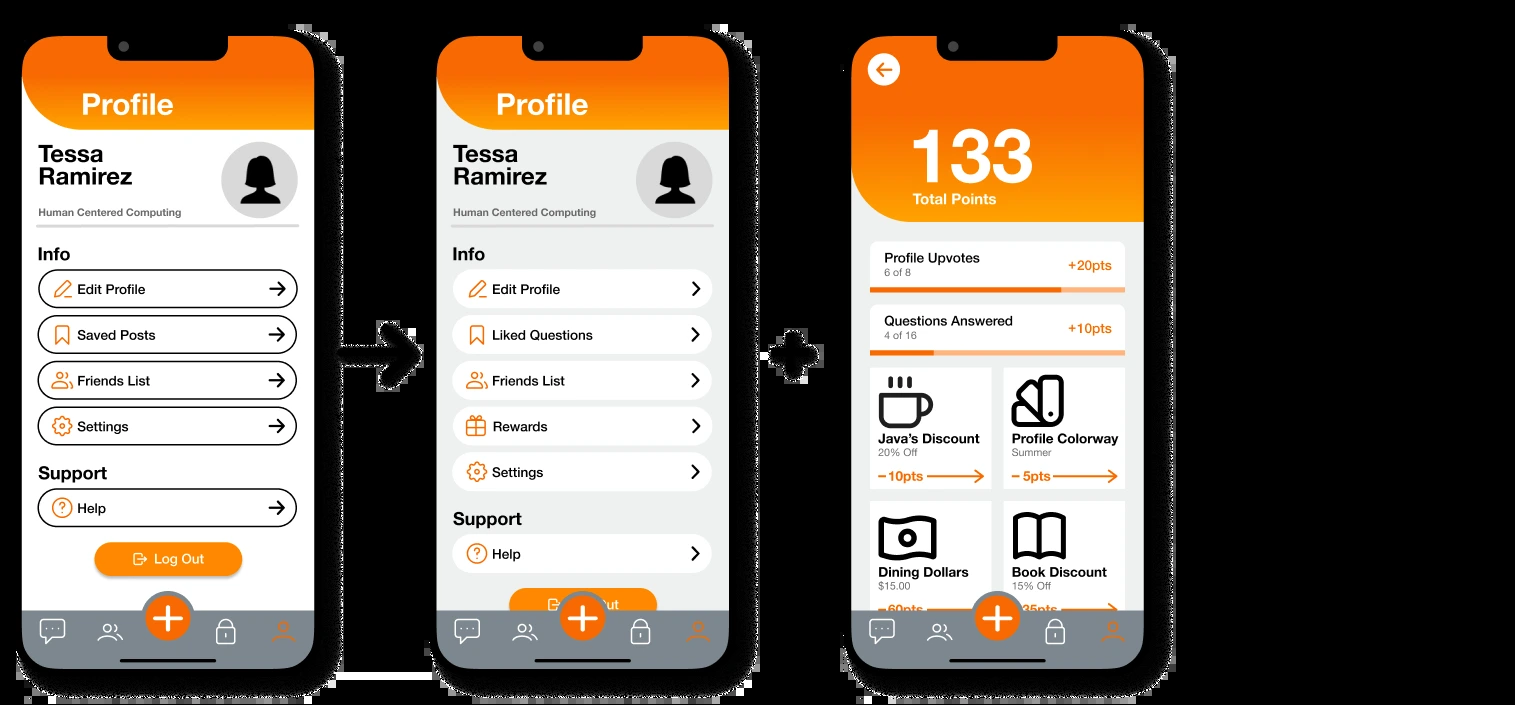 Profile
Tessa
Ramirez
Human Centered Computing
Info
Edit Profile
Saved Posts
Friends List
Settings
Support
Help
Log Out
Profile
Tessa
Ramirez
Human Centered Computing
Info
Edit Profile
Liked Questions
Friends List
Rewards
Settings
Support
Help
ut
133
Total Points
Profile Upvotes
6 of 8
+20pts
Questions Answered
4 of 16
+10pts
Java's Discount
20% Off
-10pts
Profile Colorway
Summer
-5pts
Dining Dollars
$15.00
-60pts
Book Discount
15% Off
35pts